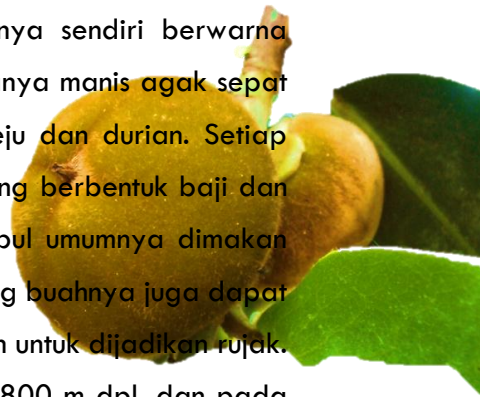 nya sendiri berwarna
nya manis agak sepat
eju dan durian. Setiap
ng berbentuk baji dan
pul umumnya dimakan
g buahnya juga dapat
n untuk dijadikan rujak.
800 m dpl, dan pada